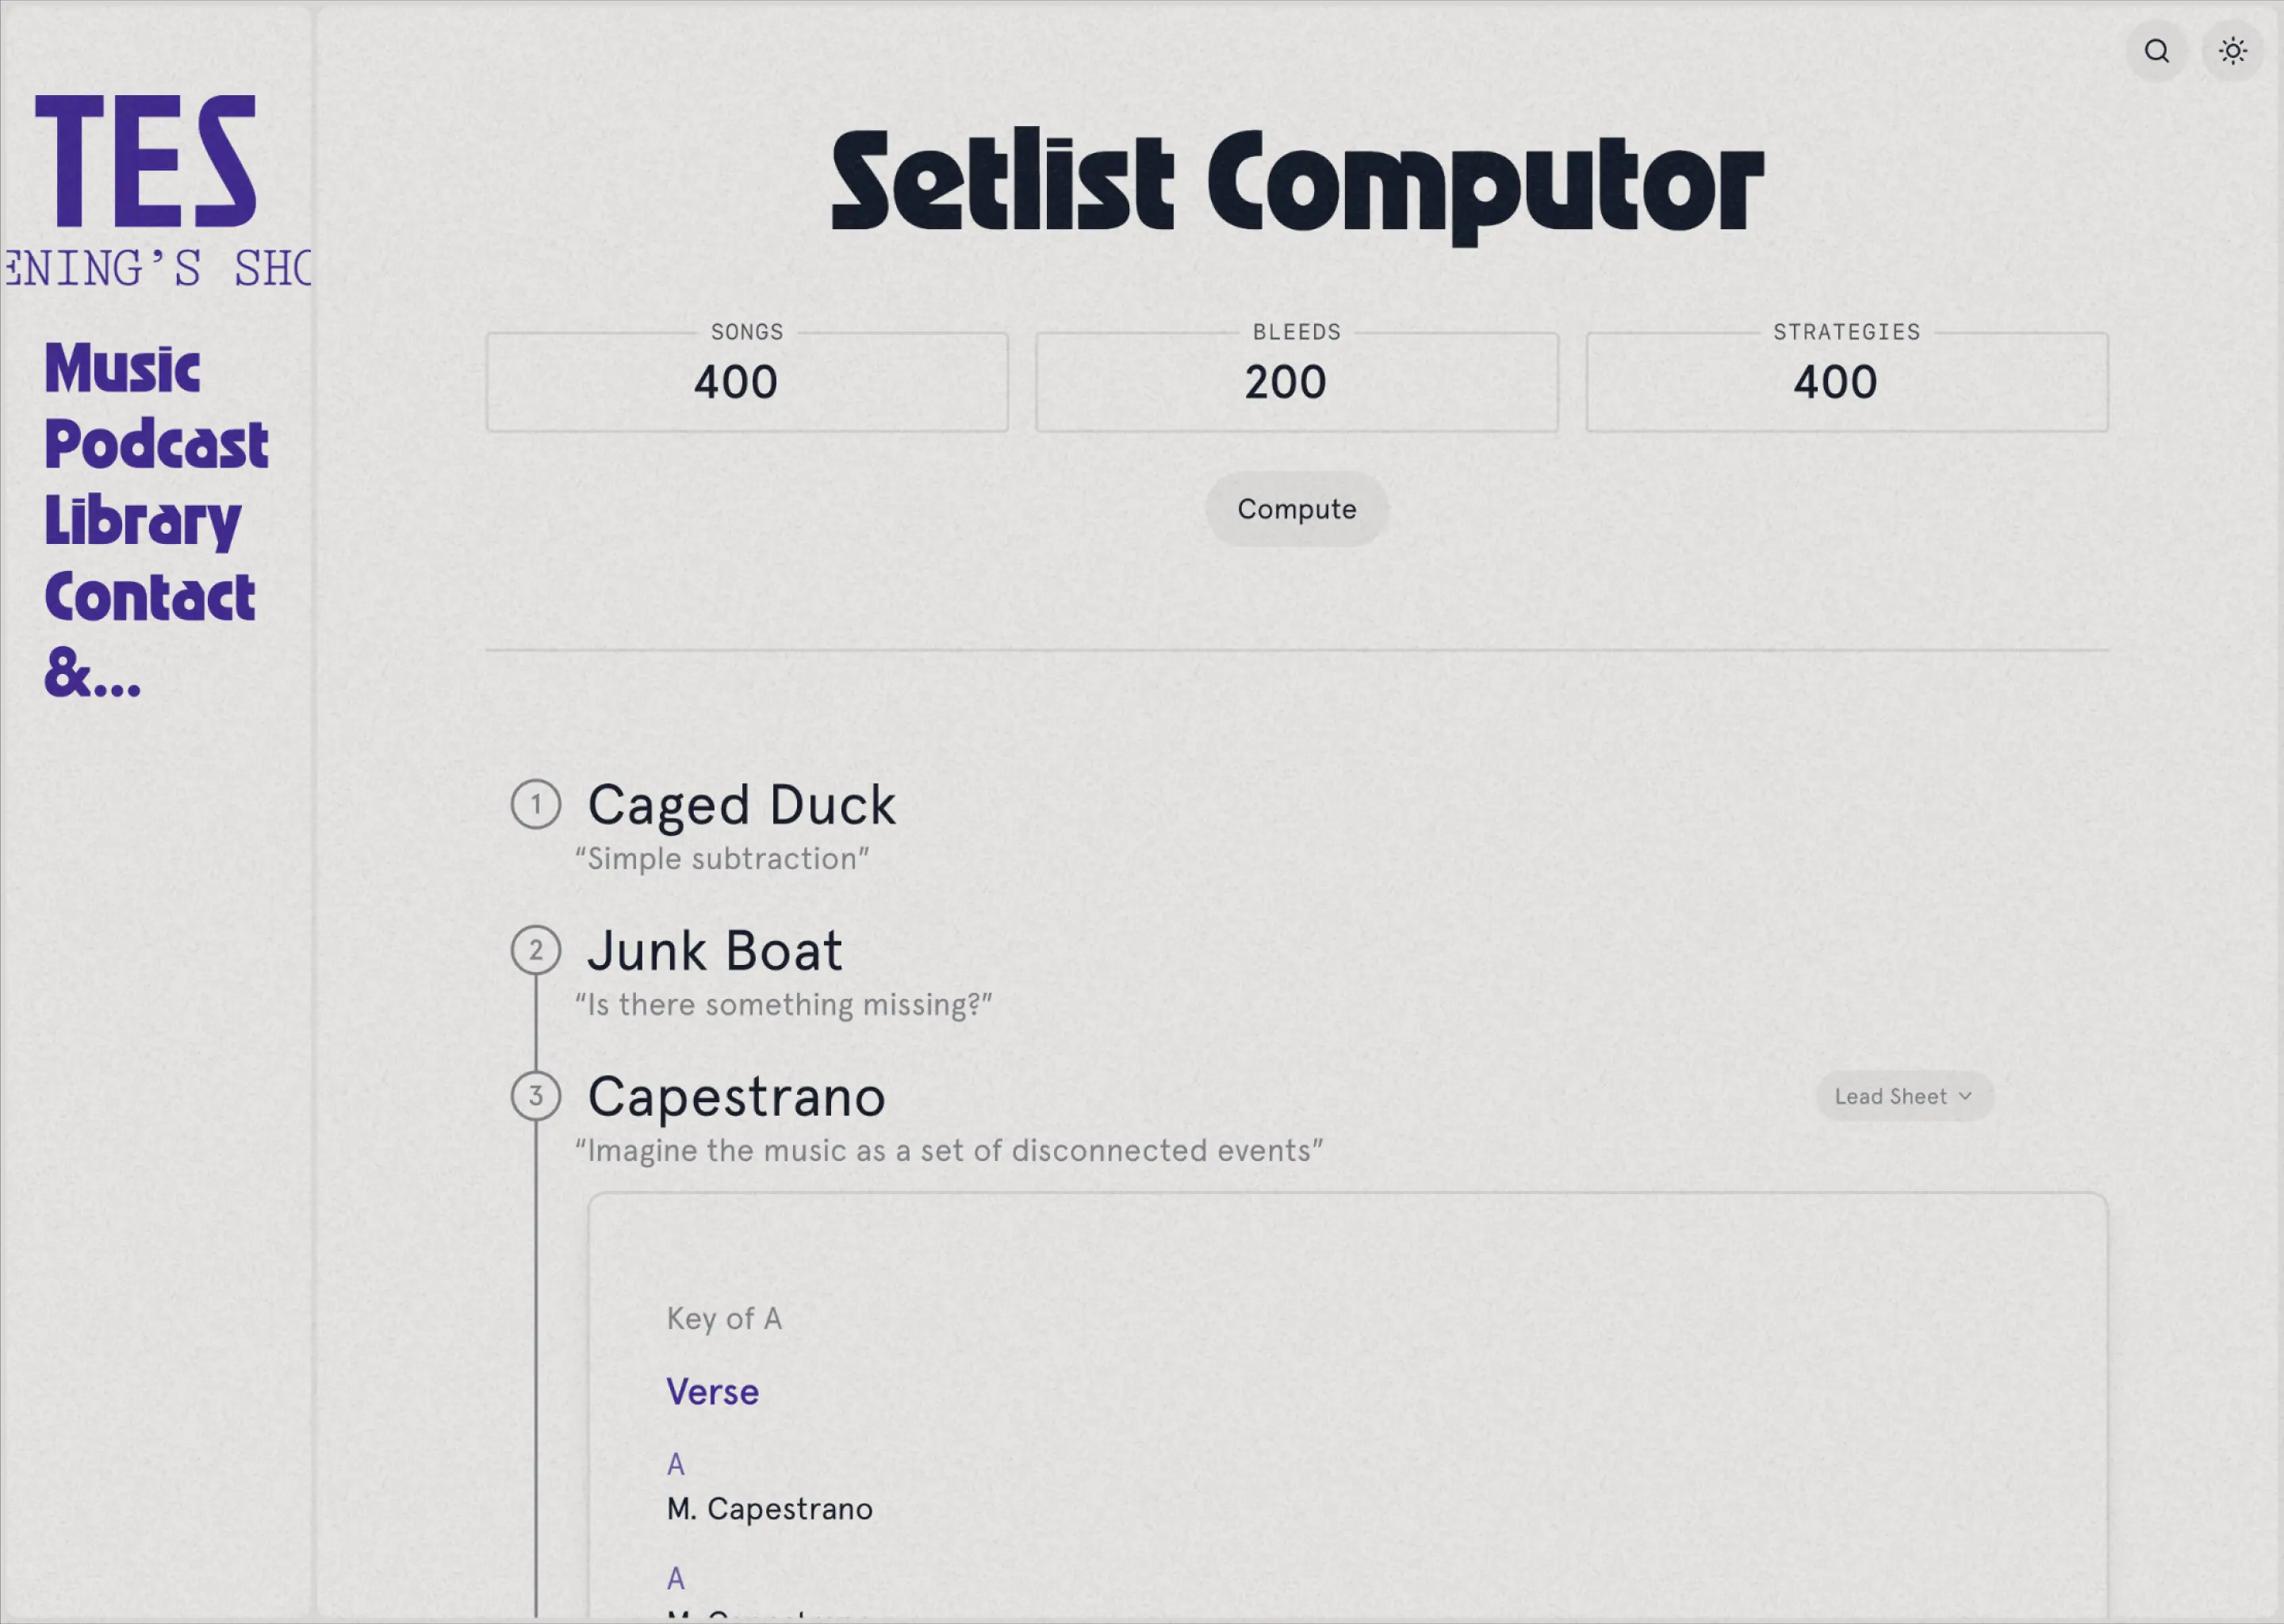 TES
ENING’S SHO
Music
Podcast
Library
Contact
&...
Setlist Computor
SONGS
400
BLEEDS
200
STRATEGIES
400
Compute
1 Caged Duck
“Simple subtraction”
2 Junk Boat
“Is there something missing?”
3 Capestrano
Lead Sheet
“Imagine the music as a set of disconnected events”
Key of A
Verse
A
M. Capestrano
A